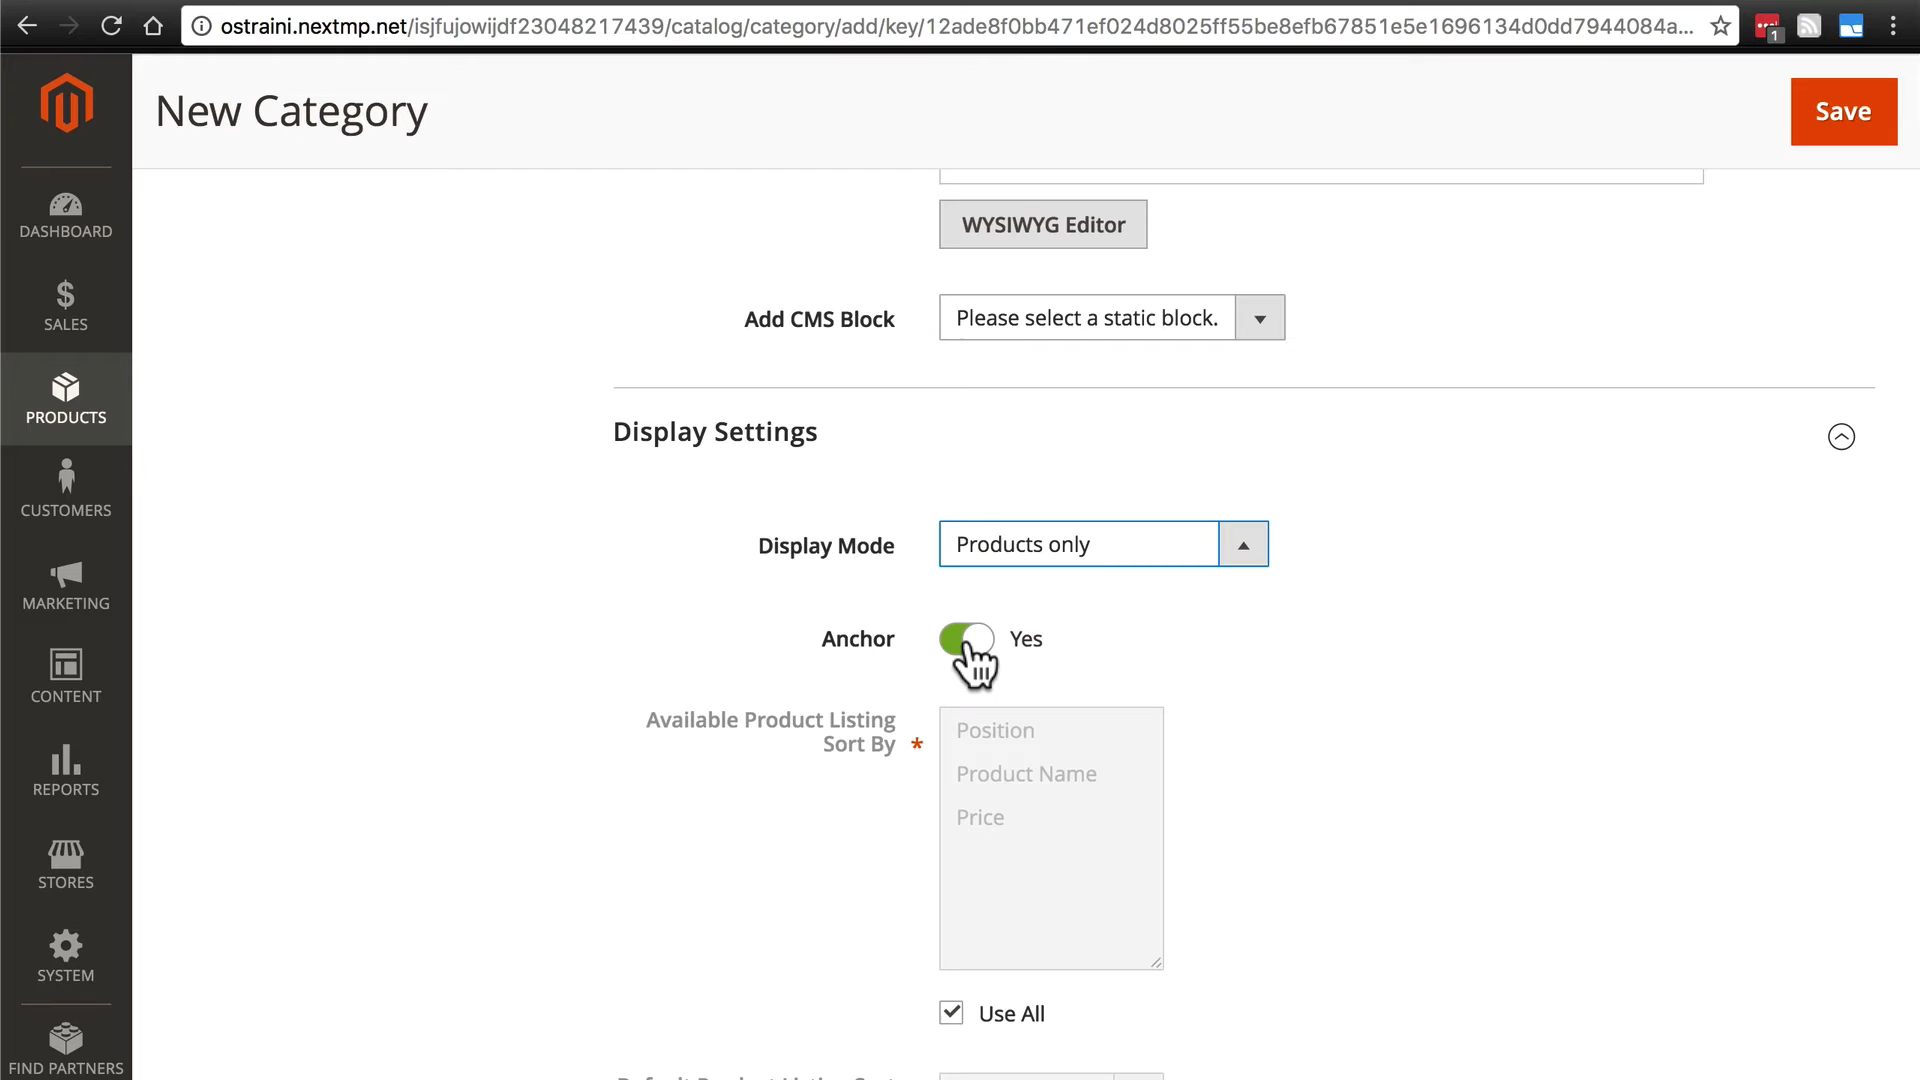 ostraini.nextmp.net/isjfujowijdf23048217439/catalog/category/add/key/12ade8f0bb471ef024d8025ff55be8efb67851e5e1696134d0dd7944084a...
1
New Category
Save
DASHBOARD
SALES
PRODUCTS
CUSTOMERS
MARKETING
CONTENT
REPORTS
STORES
SYSTEM
FIND PARTNERS
WYSIWYG Editor
Add CMS Block
Please select a static block.
Display Settings
Display Mode
Products only
Anchor
Yes
Available Product Listing
Sort By *
Position
Product Name
Price
Use All